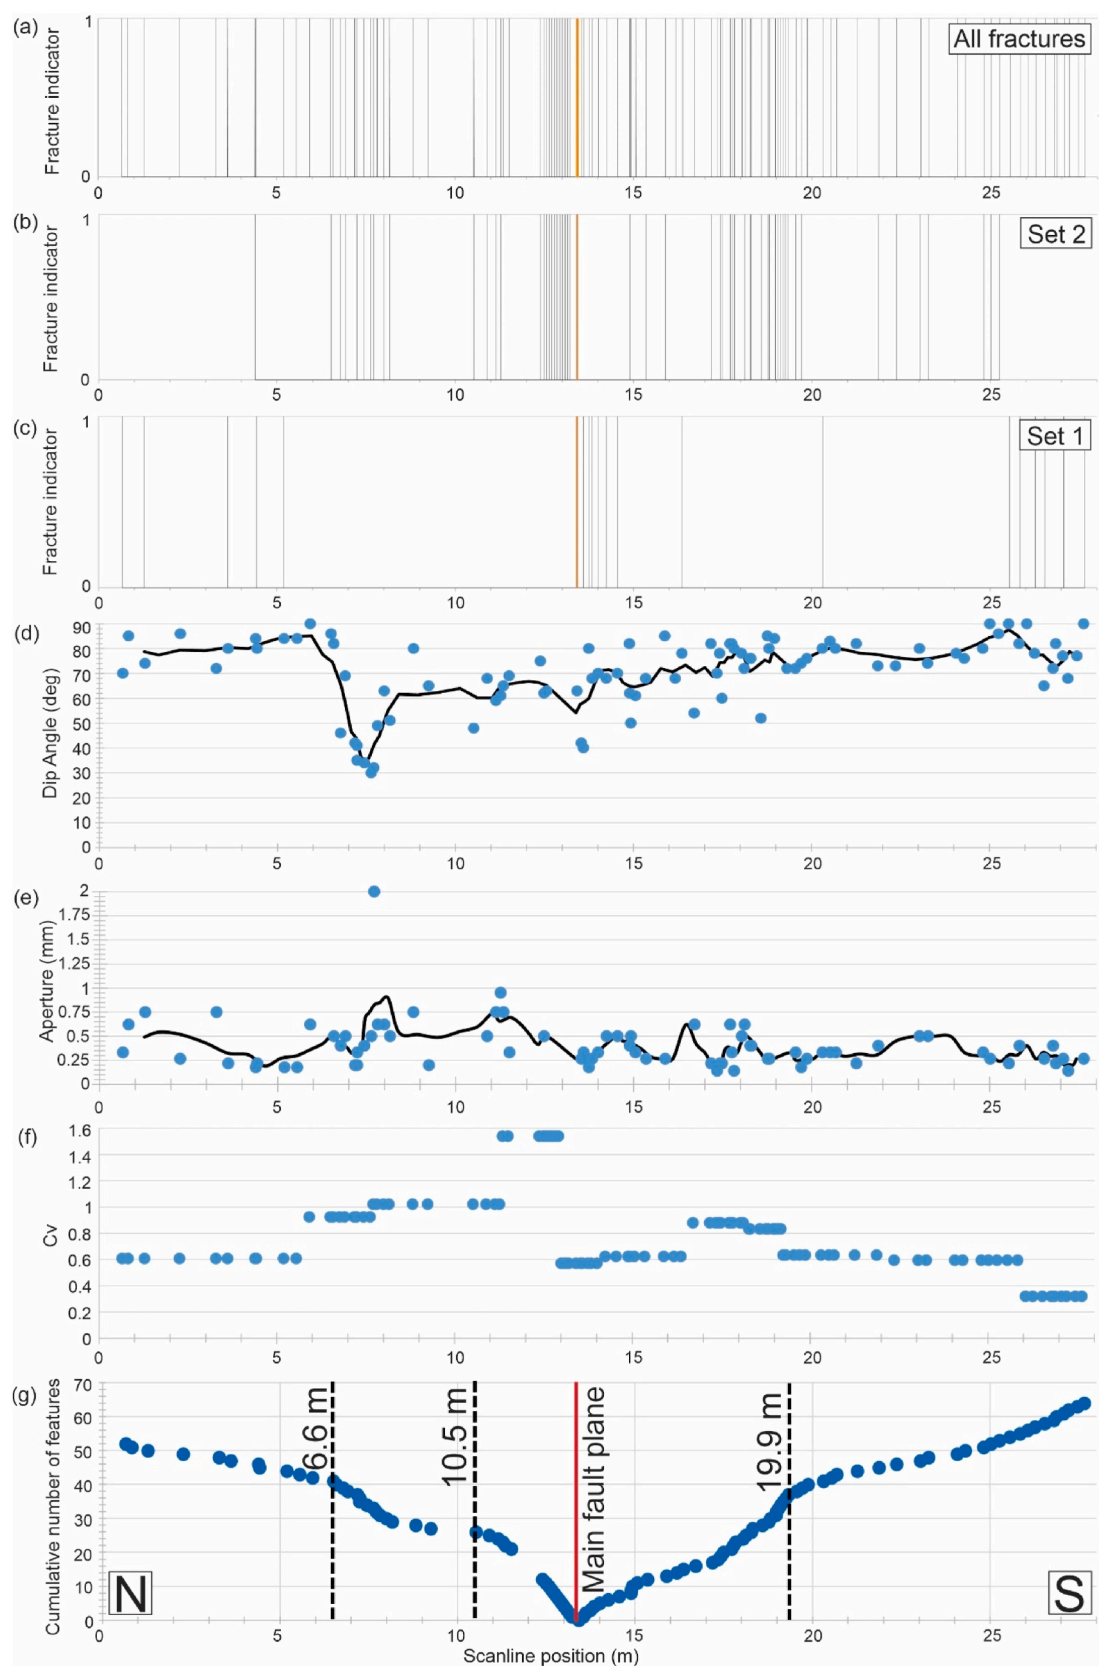 (a)
Fracture indicator
1
0
All fractures
0 5 10 15 20 25
(b)
Fracture indicator
1
0
Set 2
0 5 10 15 20 25
(c)
Fracture indicator
1
0
Set 1
0 5 10 15 20 25
(d)
Dip Angle (deg)
90
80
70
60
50
40
30
20
10
0
0 5 10 15 20 25
(e)
Aperture (mm)
2
1.75
1.5
1.25
1
0.75
0.5
0.25
0
0 5 10 15 20 25
(f)
Cv
1.6
1.4
1.2
1
0.8
0.6
0.4
0.2
0
0 5 10 15 20 25
(g)
Cumulative number of features
70
60
50
40
30
20
10
0
6.6 m
10.5 m
Main fault plane
19.9 m
N
S
0 5 10 15 20 25
Scanline position (m)